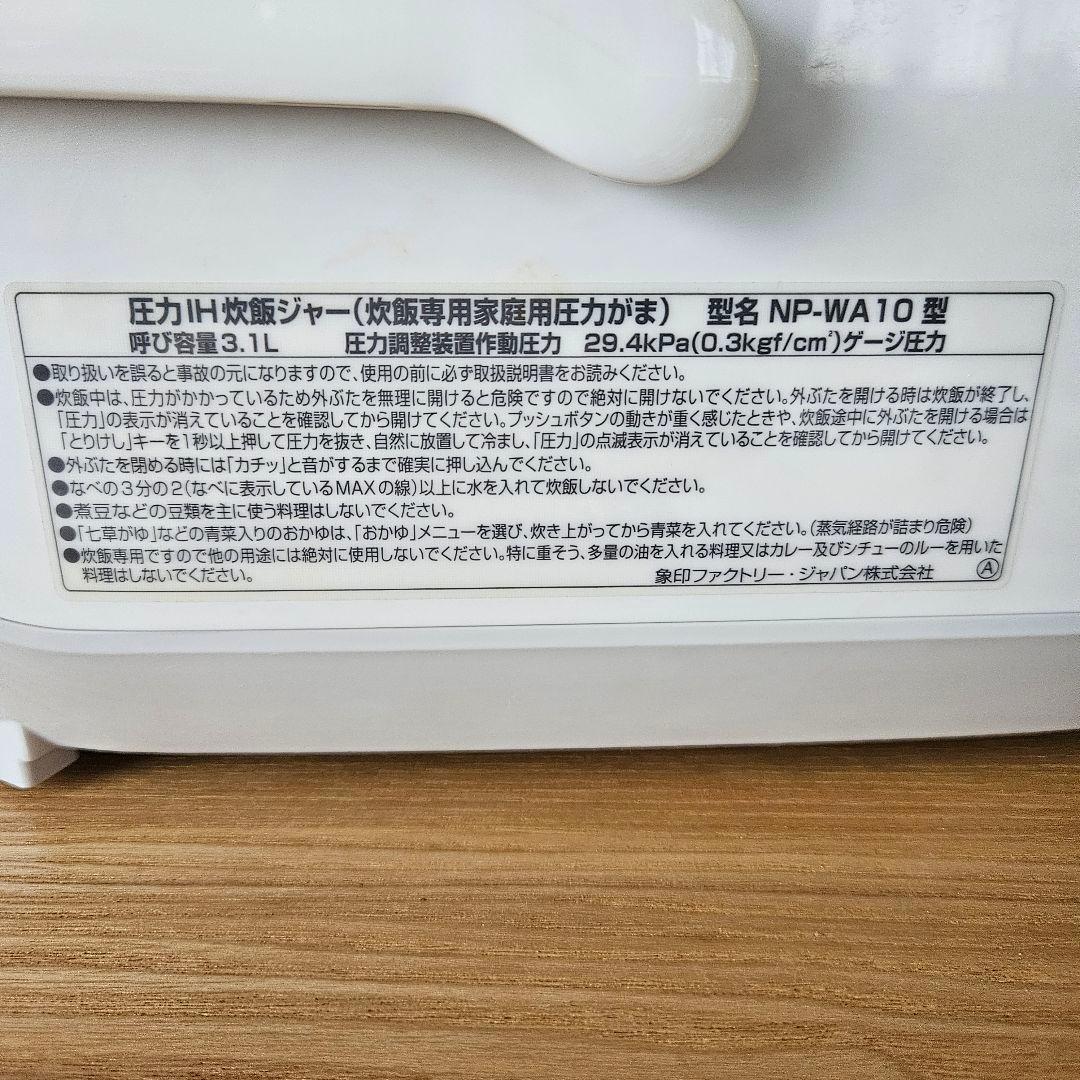 圧力IH炊飯ジャー(炊飯専用家庭用圧力がま) 型名 NP-WA10 型
呼び容量3.1L 圧力調整装置作動圧力 29.4kPa(0.3kgf/c㎡)ゲージ圧力
●取り扱いを誤ると事故の元になりますので、使用の前に必ず取扱説明書をお読みください。
●炊飯中は、圧力がかかっているため外ぶたを無理に開けると危険ですので絶対に開けないでください。外ぶたを開ける時は炊飯が終了し、
「圧力」の表示が消えていることを確認してから開けてください。プッシュボタンの動きが重く感じたときや、炊飯途中に外ぶたを開ける場合は
「とりけし」キーを1秒以上押して圧力を抜き、自然に放置して冷まし、「圧力」の点滅表示が消えていることを確認してから開けてください。
●外ぶたを閉める時には「カチッ」と音がするまで確実に押し込んでください。
●なべの3分の2(なべに表示しているMAXの線)以上に水を入れて炊飯しないでください。
●煮豆などの豆類を主に使う料理はしないでください。
●「七草がゆ」などの青菜入りのおかゆは、「おかゆ」メニューを選び、炊き上がってから青菜を入れてください。(蒸気経路が詰まり危険)
●炊飯専用ですので他の用途には絶対に使用しないでください。特に重そう、多量の油を入れる料理又はカレー及びシチューのルーを用いた
料理はしないでください。 象印ファクトリー・ジャパン株式会社 Ⓐ